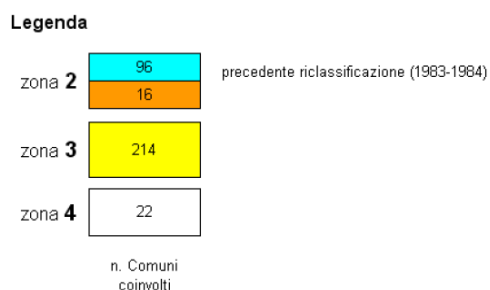 Legenda
zona 2
96
precedente riclassificazione (1983-1984)
16
zona 3
214
zona 4
22
n. Comuni
coinvolti